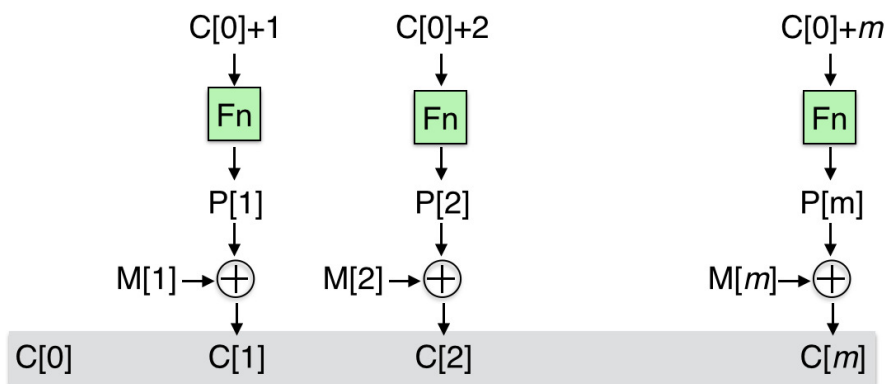 C[0]+1 C[0]+2 C[0]+m
Fn Fn Fn
P[1] P[2] P[m]
M[1] M[2] M[m]
C[0] C[1] C[2] C[m]